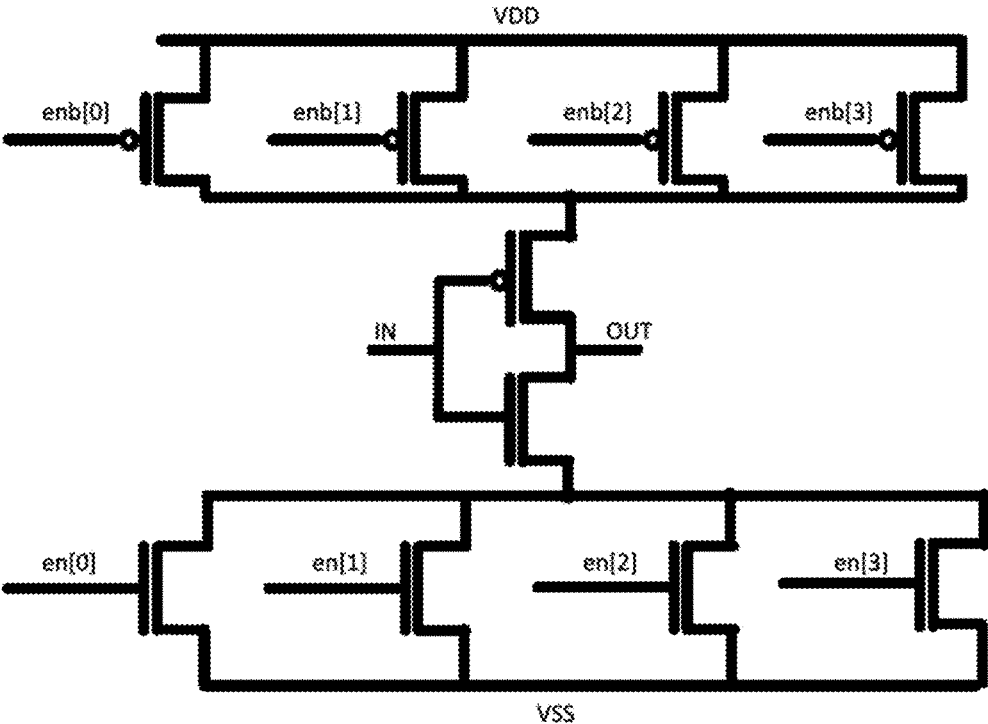 VDD
enb[0] enb[1] enb[2] enb[3]
IN OUT
en[0] en[1] en[2] en[3]
VSS